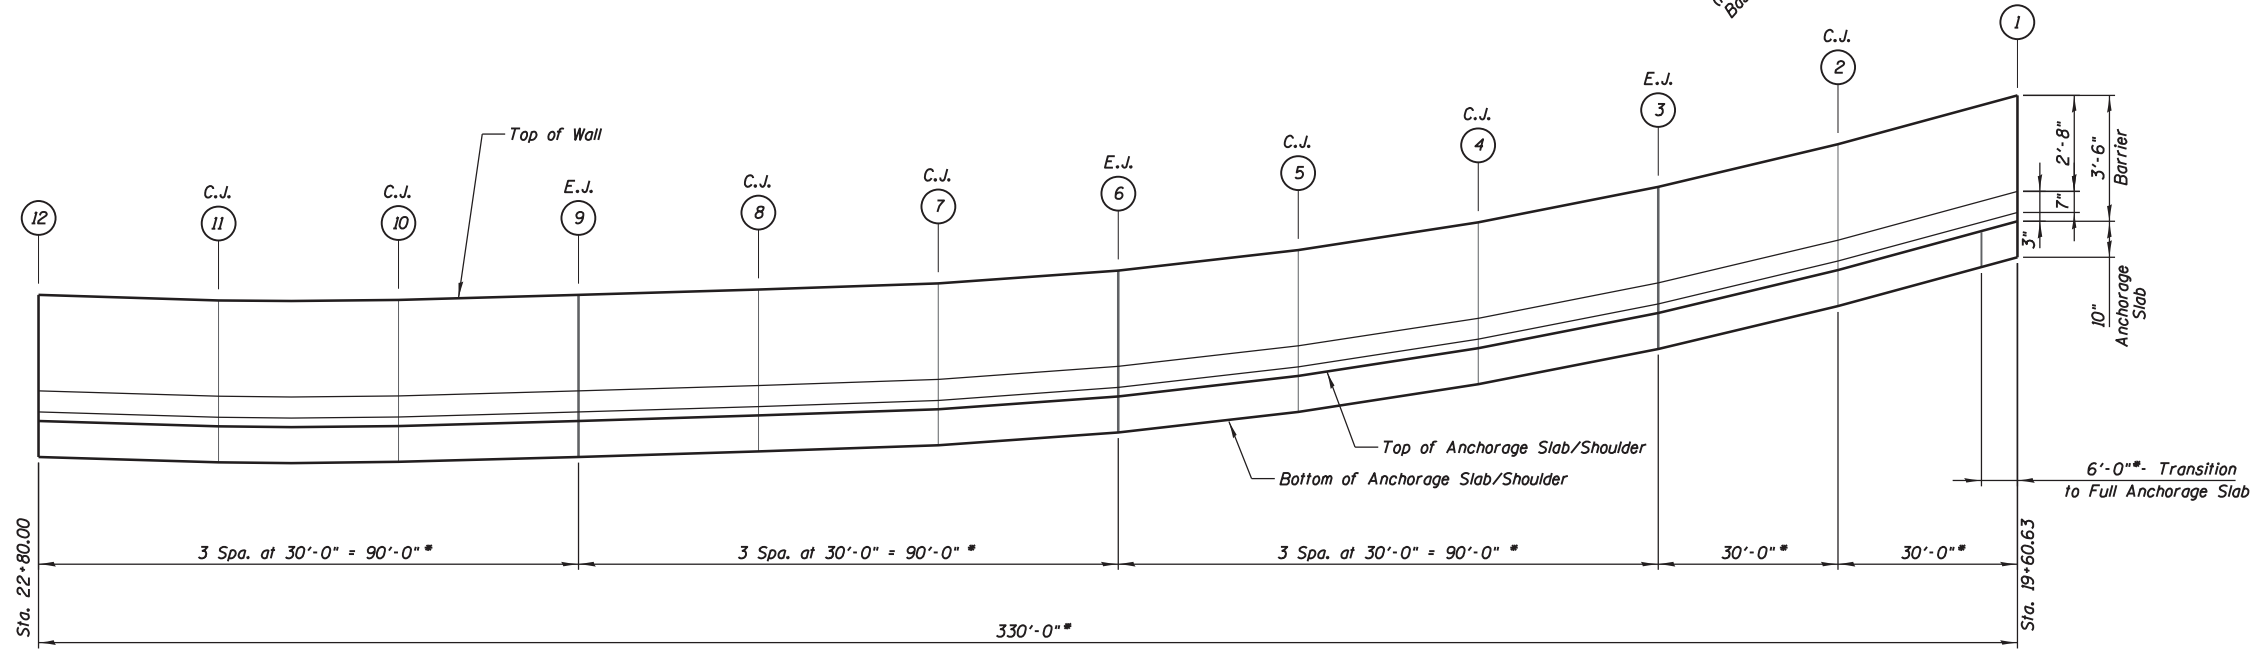 1
C.J.
2
E.J.
3
C.J.
4
C.J.
5
E.J.
6
C.J.
7
C.J.
8
E.J.
9
C.J.
10
C.J.
11
12
Top of Wall
2'-8"
3'-6"
Barrier
7"
3"
10"
Anchorage
Slab
Top of Anchorage Slab/Shoulder
Bottom of Anchorage Slab/Shoulder
6'-0"*- Transition
to Full Anchorage Slab
Sta. 22+80.00
3 Spa. at 30'-0" = 90'-0" *
3 Spa. at 30'-0" = 90'-0" *
3 Spa. at 30'-0" = 90'-0" *
30'-0" *
30'-0" *
Sta. 19+60.63
330'-0" *